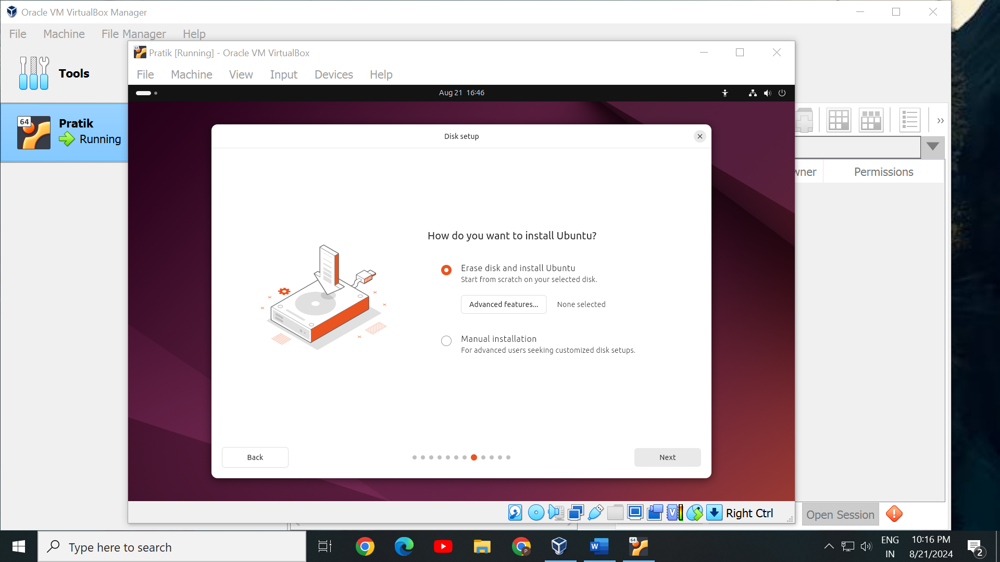 Oracle VM VirtualBox Manager
File Machine File Manager Help
Tools
64
Pratik
Running
wner Permissions
»
Open Session
64
Pratik [Running] - Oracle VM VirtualBox
File Machine View Input Devices Help
Aug 21 16:46
Disk setup
How do you want to install Ubuntu?
Erase disk and install Ubuntu
Start from scratch on your selected disk.
Advanced features... None selected
Manual installation
For advanced users seeking customized disk setups.
Back
Next
V
Right Ctrl
Type here to search
P
W
64
ENG
IN
10:16 PM
8/21/2024
2